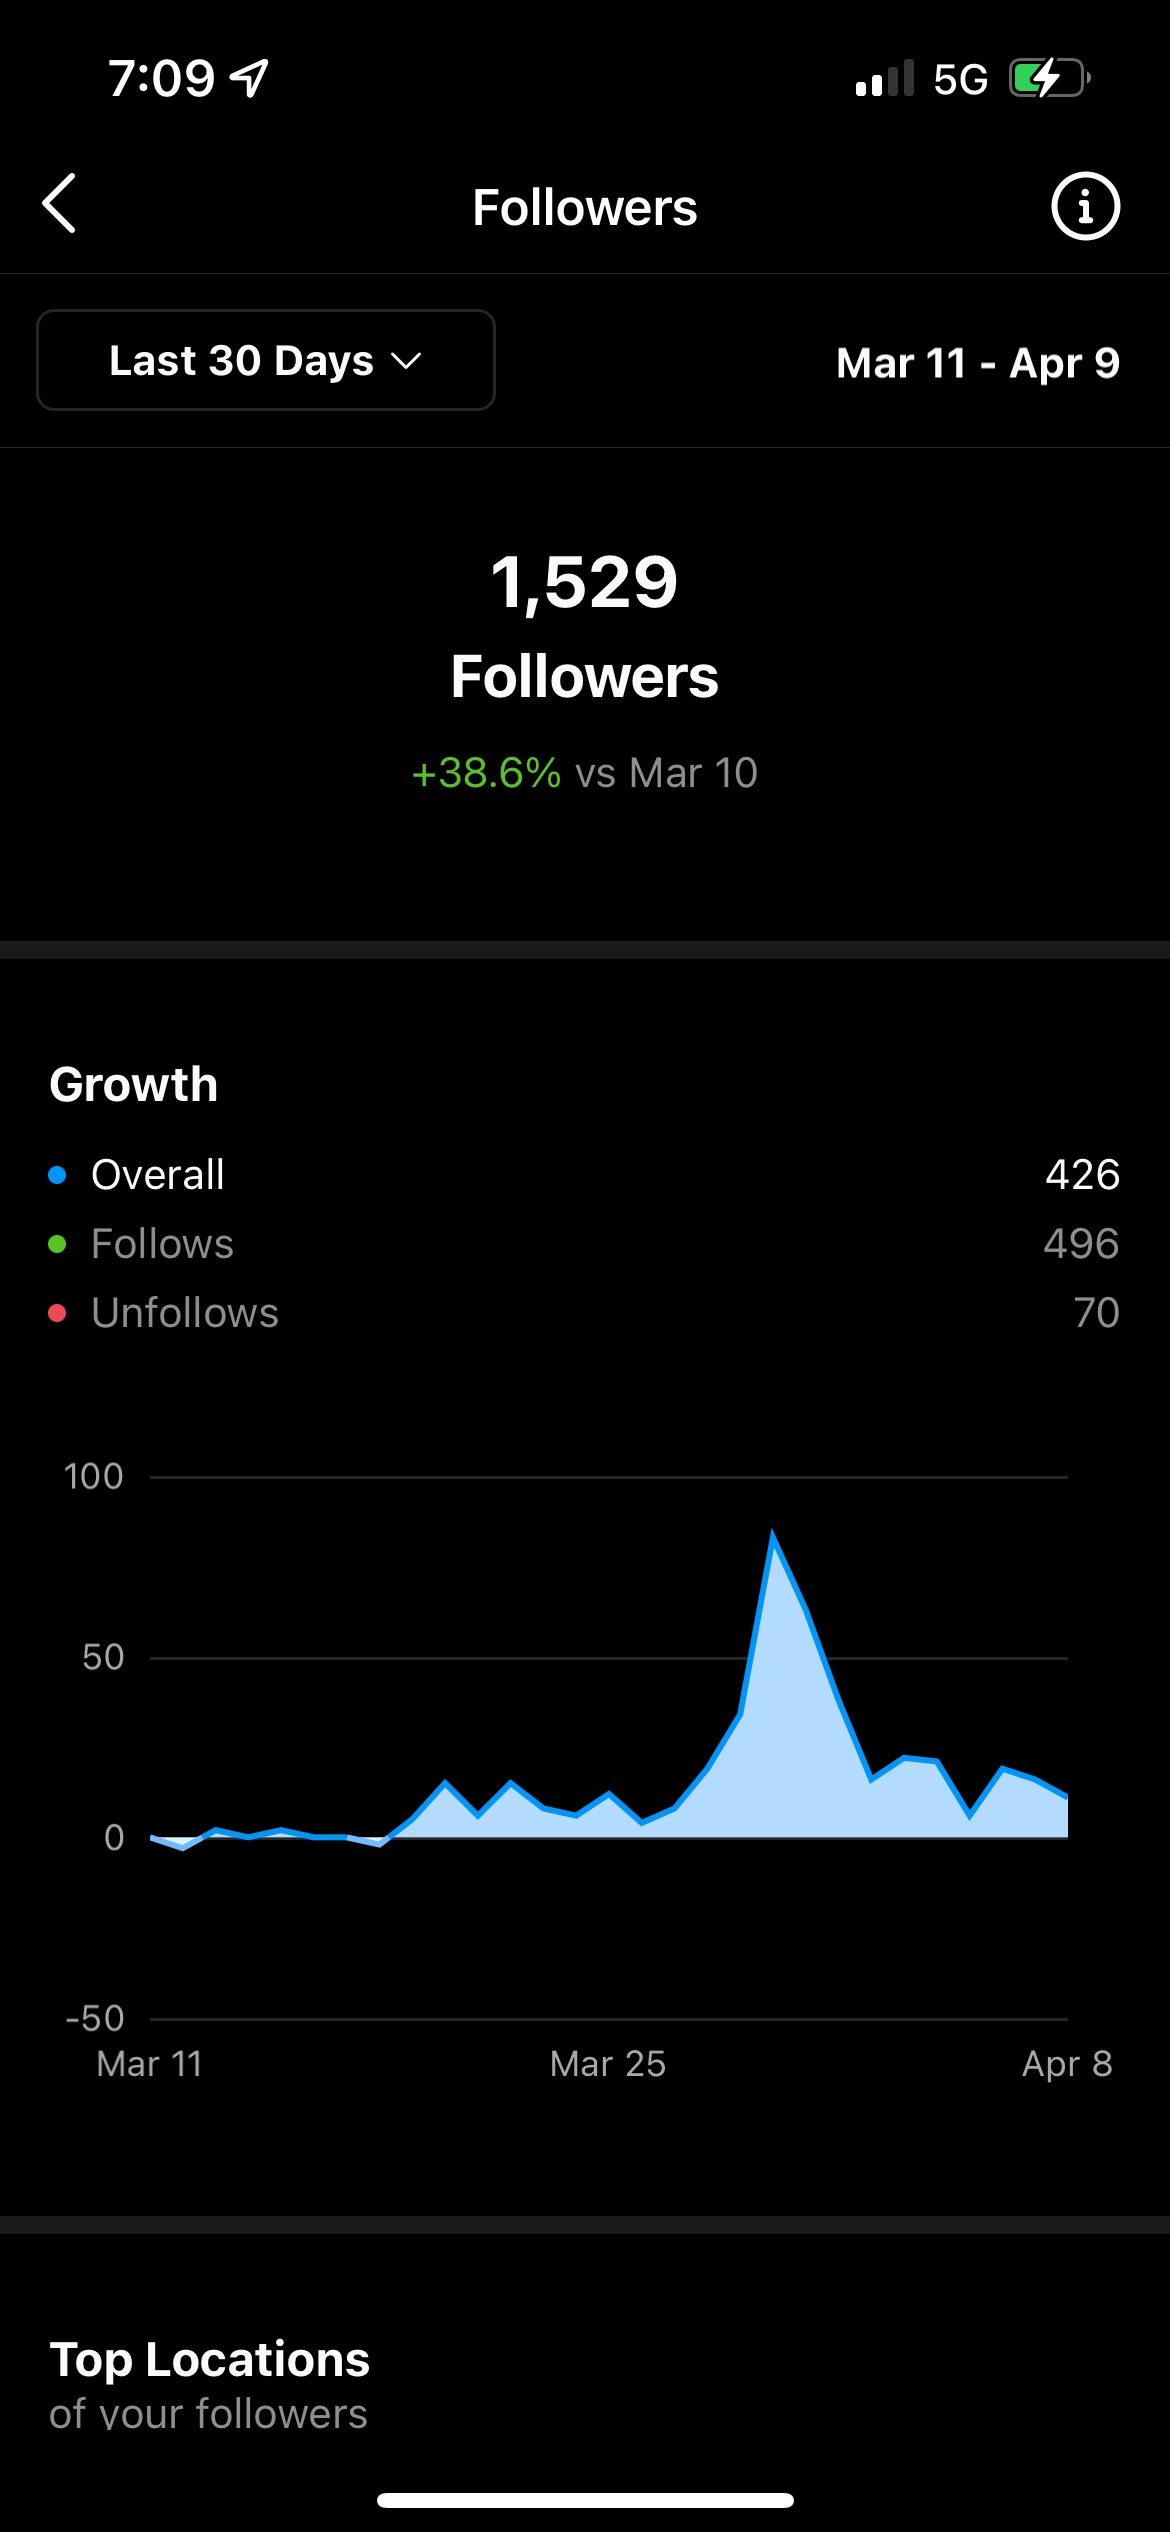 7:09 5G
Followers
Last 30 Days Mar 11 - Apr 9
1,529
Followers
+38.6% vs Mar 10
Growth
Overall 426
Follows 496
Unfollows 70
100
50
0
-50
Mar 11 Mar 25 Apr 8
Top Locations
of your followers